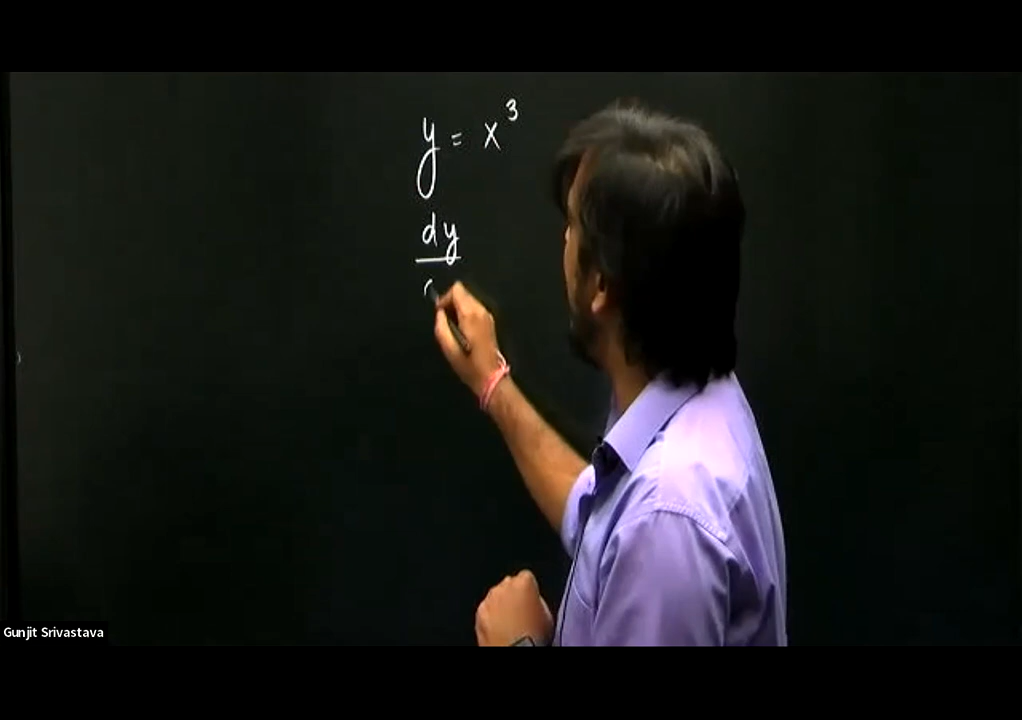 y = x³
dy
Gunjit Srivastava